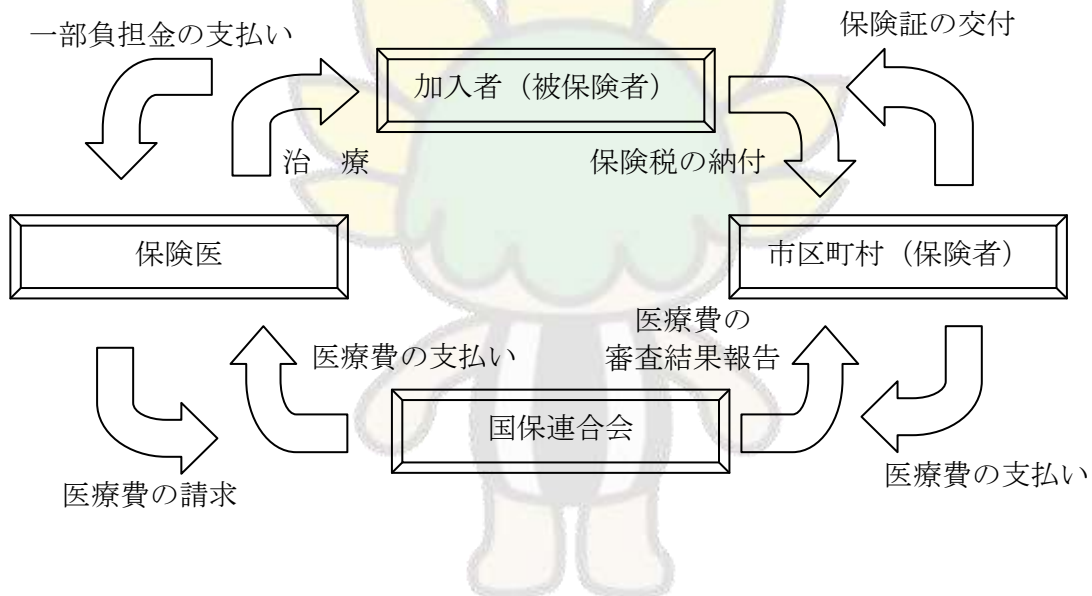 一部負担金の支払い
保険証の交付
加入者（被保険者）
治　療
保険税の納付
保険医
市区町村（保険者）
医療費の
審査結果報告
医療費の支払い
国保連合会
医療費の請求
医療費の支払い